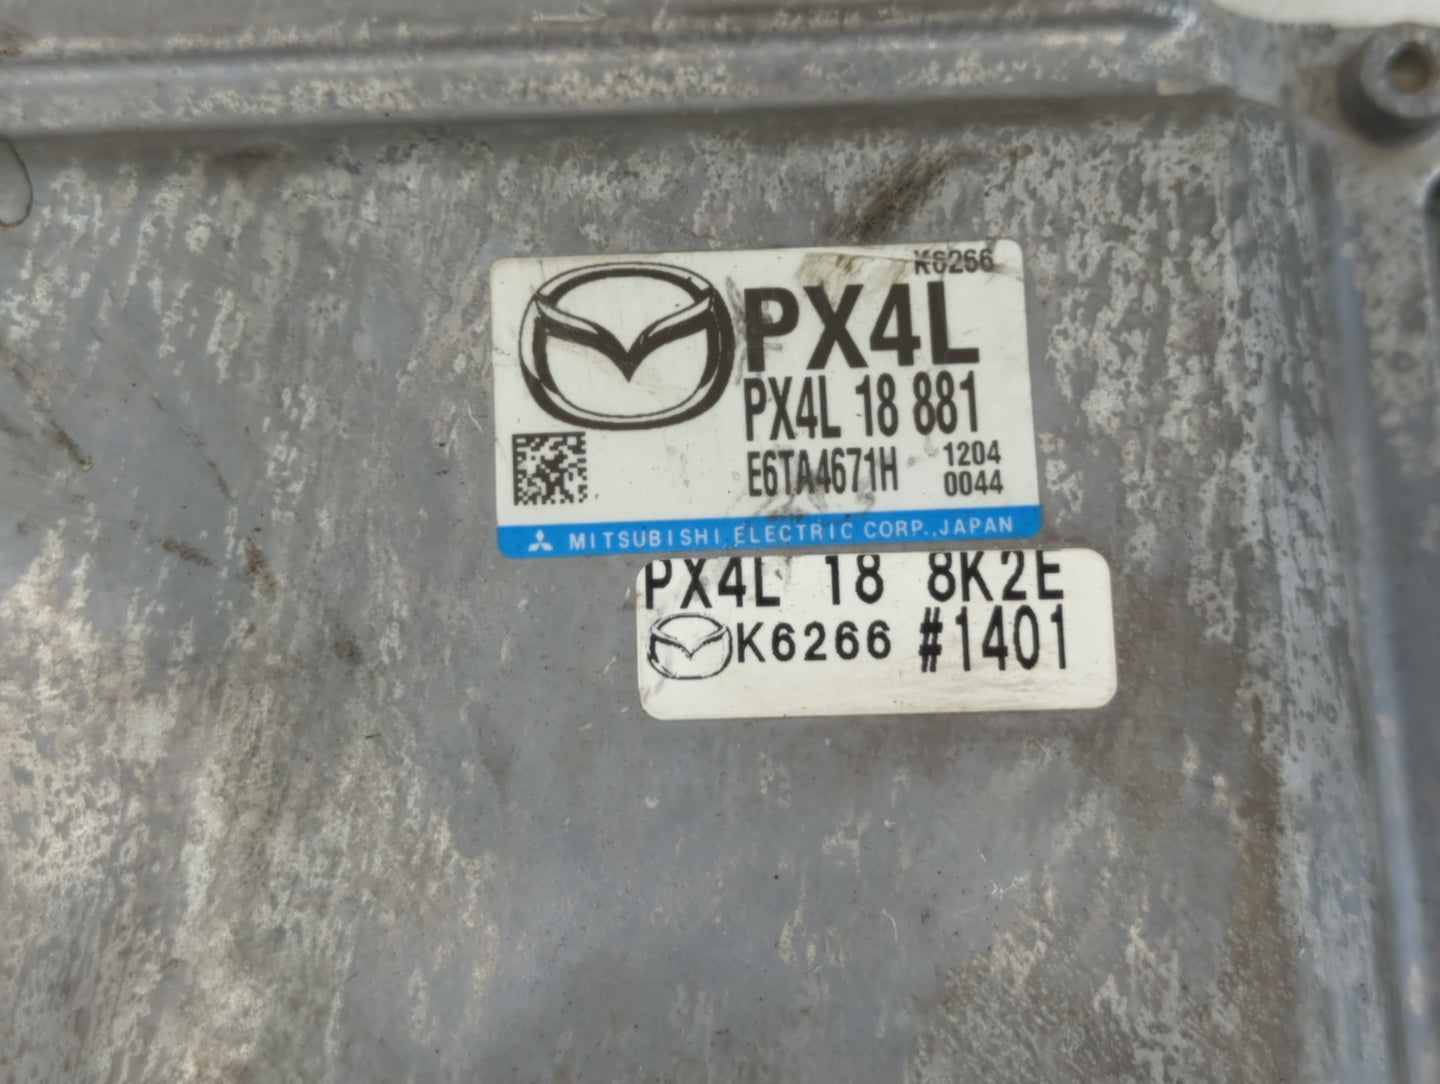 K6266
PX4L
PX4L 18 881
E6TA4671H 1204
0044
MITSUBISHI ELECTRIC CORP., JAPAN
PX4L 18 8K2E
K6266 #1401